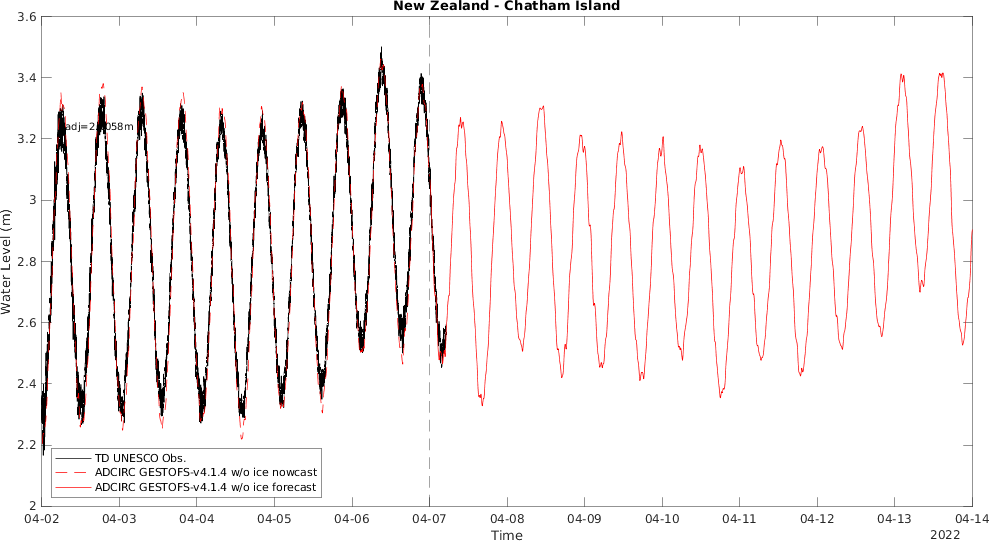 New Zealand - Chatham Island
3.6
3.4
3.2
3
2.8
2.6
2.4
2.2
2
Water Level (m)
TD UNESCO Obs.
ADCIRC GESTOFS-v4.1.4 w/o ice nowcast
ADCIRC GESTOFS-v4.1.4 w/o ice forecast
04-02 04-03 04-04 04-05 04-06 04-07 04-08 04-09 04-10 04-11 04-12 04-13 04-14
Time
2022